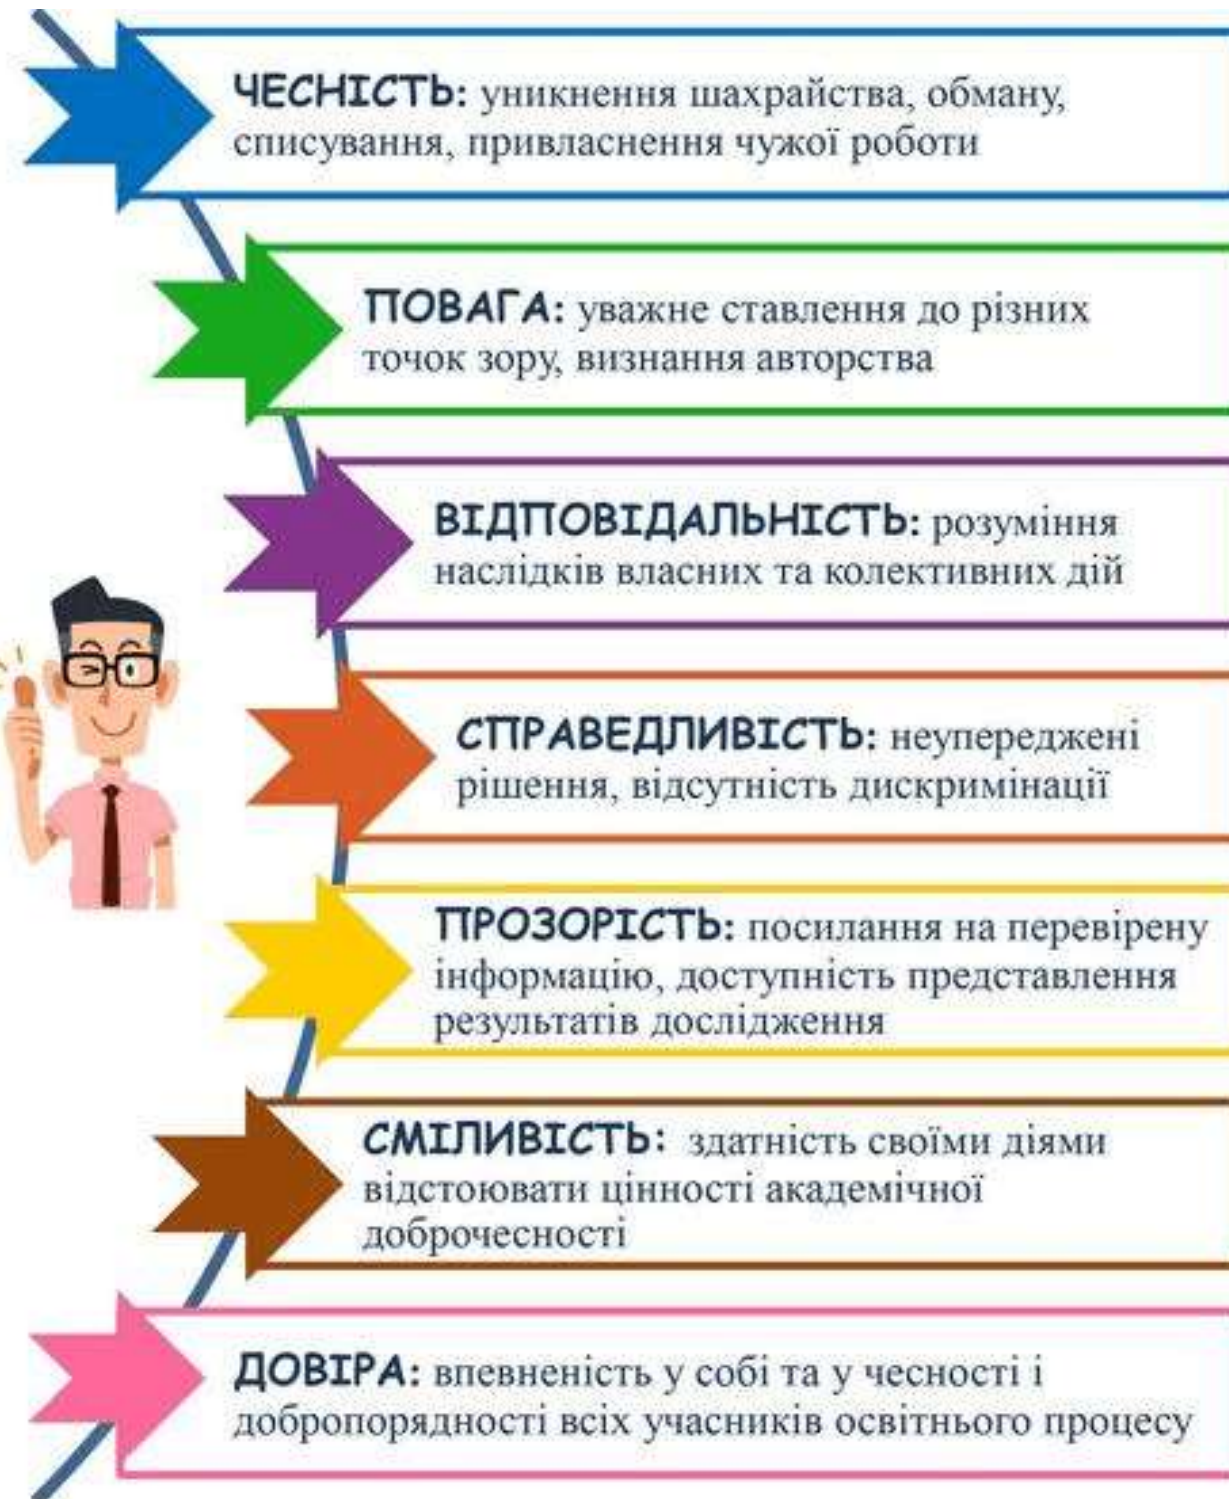 ЧЕСНІСТЬ: уникнення шахрайства, обману,
списування, привласнення чужої роботи
ПОВАГА: уважне ставлення до різних
точок зору, визнання авторства
ВІДПОВІДАЛЬНІСТЬ: розуміння
наслідків власних та колективних дій
СПРАВЕДЛИВІСТЬ: неупереджені
рішення, відсутність дискримінації
ПРОЗОРІСТЬ: посилання на перевірену
інформацію, доступність представлення
результатів дослідження
СМІЛИВІСТЬ: здатність своїми діями
відстоювати цінності академічної
доброчесності
ДОВІРА: впевненість у собі та у чесності і
добропорядності всіх учасників освітнього процесу